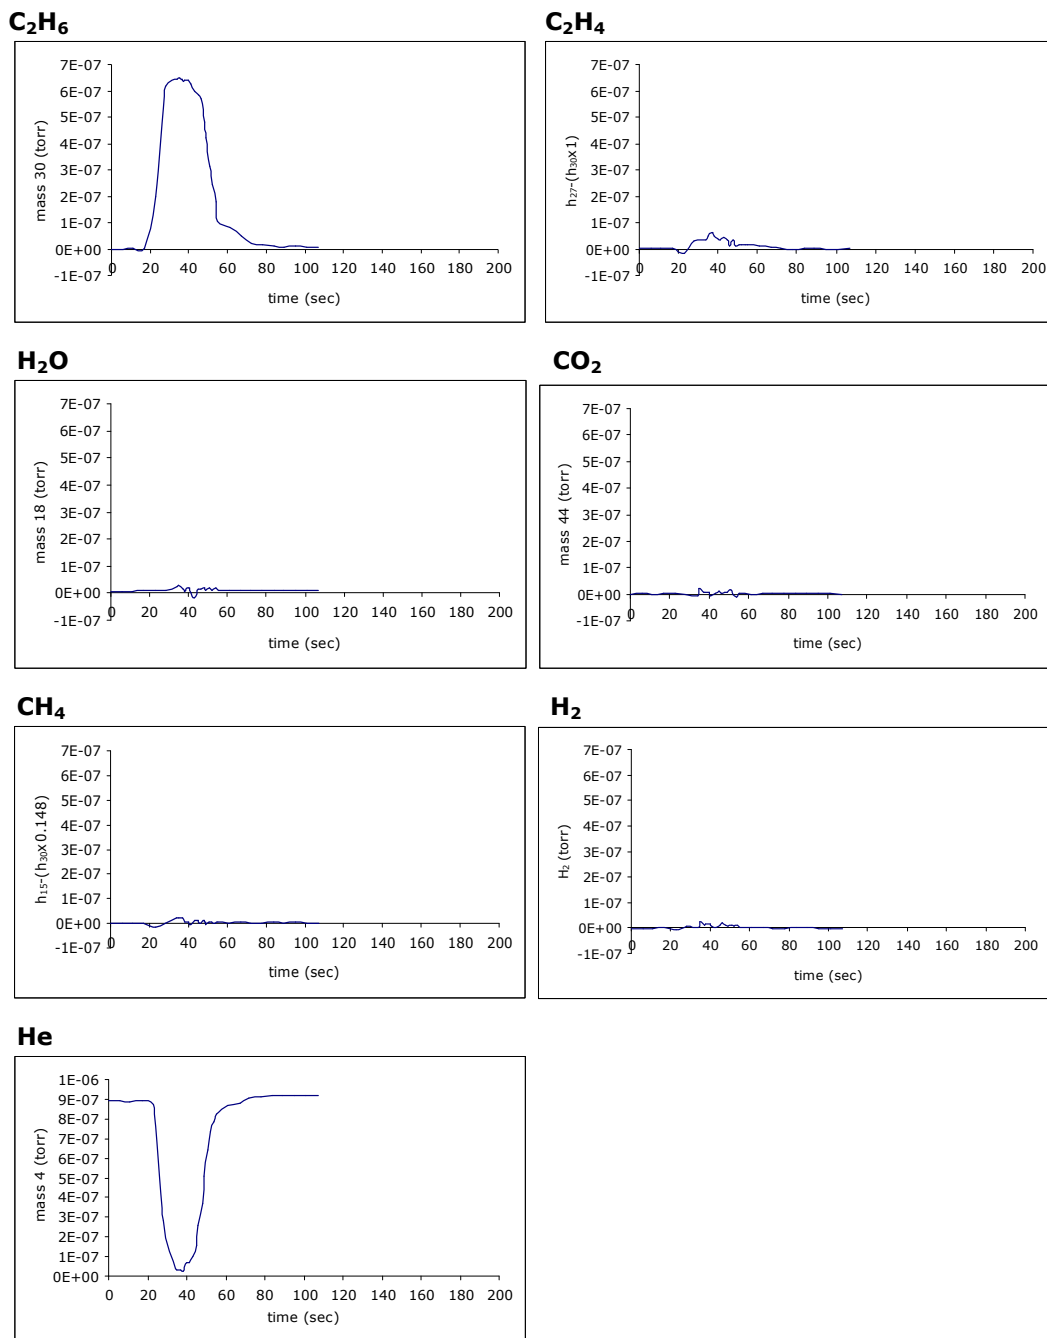 C₂H₆
C₂H₄
7E-07
6E-07
5E-07
4E-07
3E-07
2E-07
1E-07
0E+00
-1E-07
mass 30 (torr)
0 20 40 60 80 100 120 140 160 180 200
time (sec)
7E-07
6E-07
5E-07
4E-07
3E-07
2E-07
1E-07
0E+00
-1E-07
h₂₇-(h₃₀x1)
0 20 40 60 80 100 120 140 160 180 200
time (sec)
H₂O
CO₂
7E-07
6E-07
5E-07
4E-07
3E-07
2E-07
1E-07
0E+00
-1E-07
mass 18 (torr)
0 20 40 60 80 100 120 140 160 180 200
time (sec)
7E-07
6E-07
5E-07
4E-07
3E-07
2E-07
1E-07
0E+00
-1E-07
mass 44 (torr)
0 20 40 60 80 100 120 140 160 180 200
time (sec)
CH₄
H₂
7E-07
6E-07
5E-07
4E-07
3E-07
2E-07
1E-07
0E+00
-1E-07
h₁₅-(h₃₀x0.148)
0 20 40 60 80 100 120 140 160 180 200
time (sec)
7E-07
6E-07
5E-07
4E-07
3E-07
2E-07
1E-07
0E+00
-1E-07
H₂ (torr)
0 20 40 60 80 100 120 140 160 180 200
time (sec)
He
1E-06
9E-07
8E-07
7E-07
6E-07
5E-07
4E-07
3E-07
2E-07
1E-07
0E+00
mass 4 (torr)
0 20 40 60 80 100 120 140 160 180 200
time (sec)